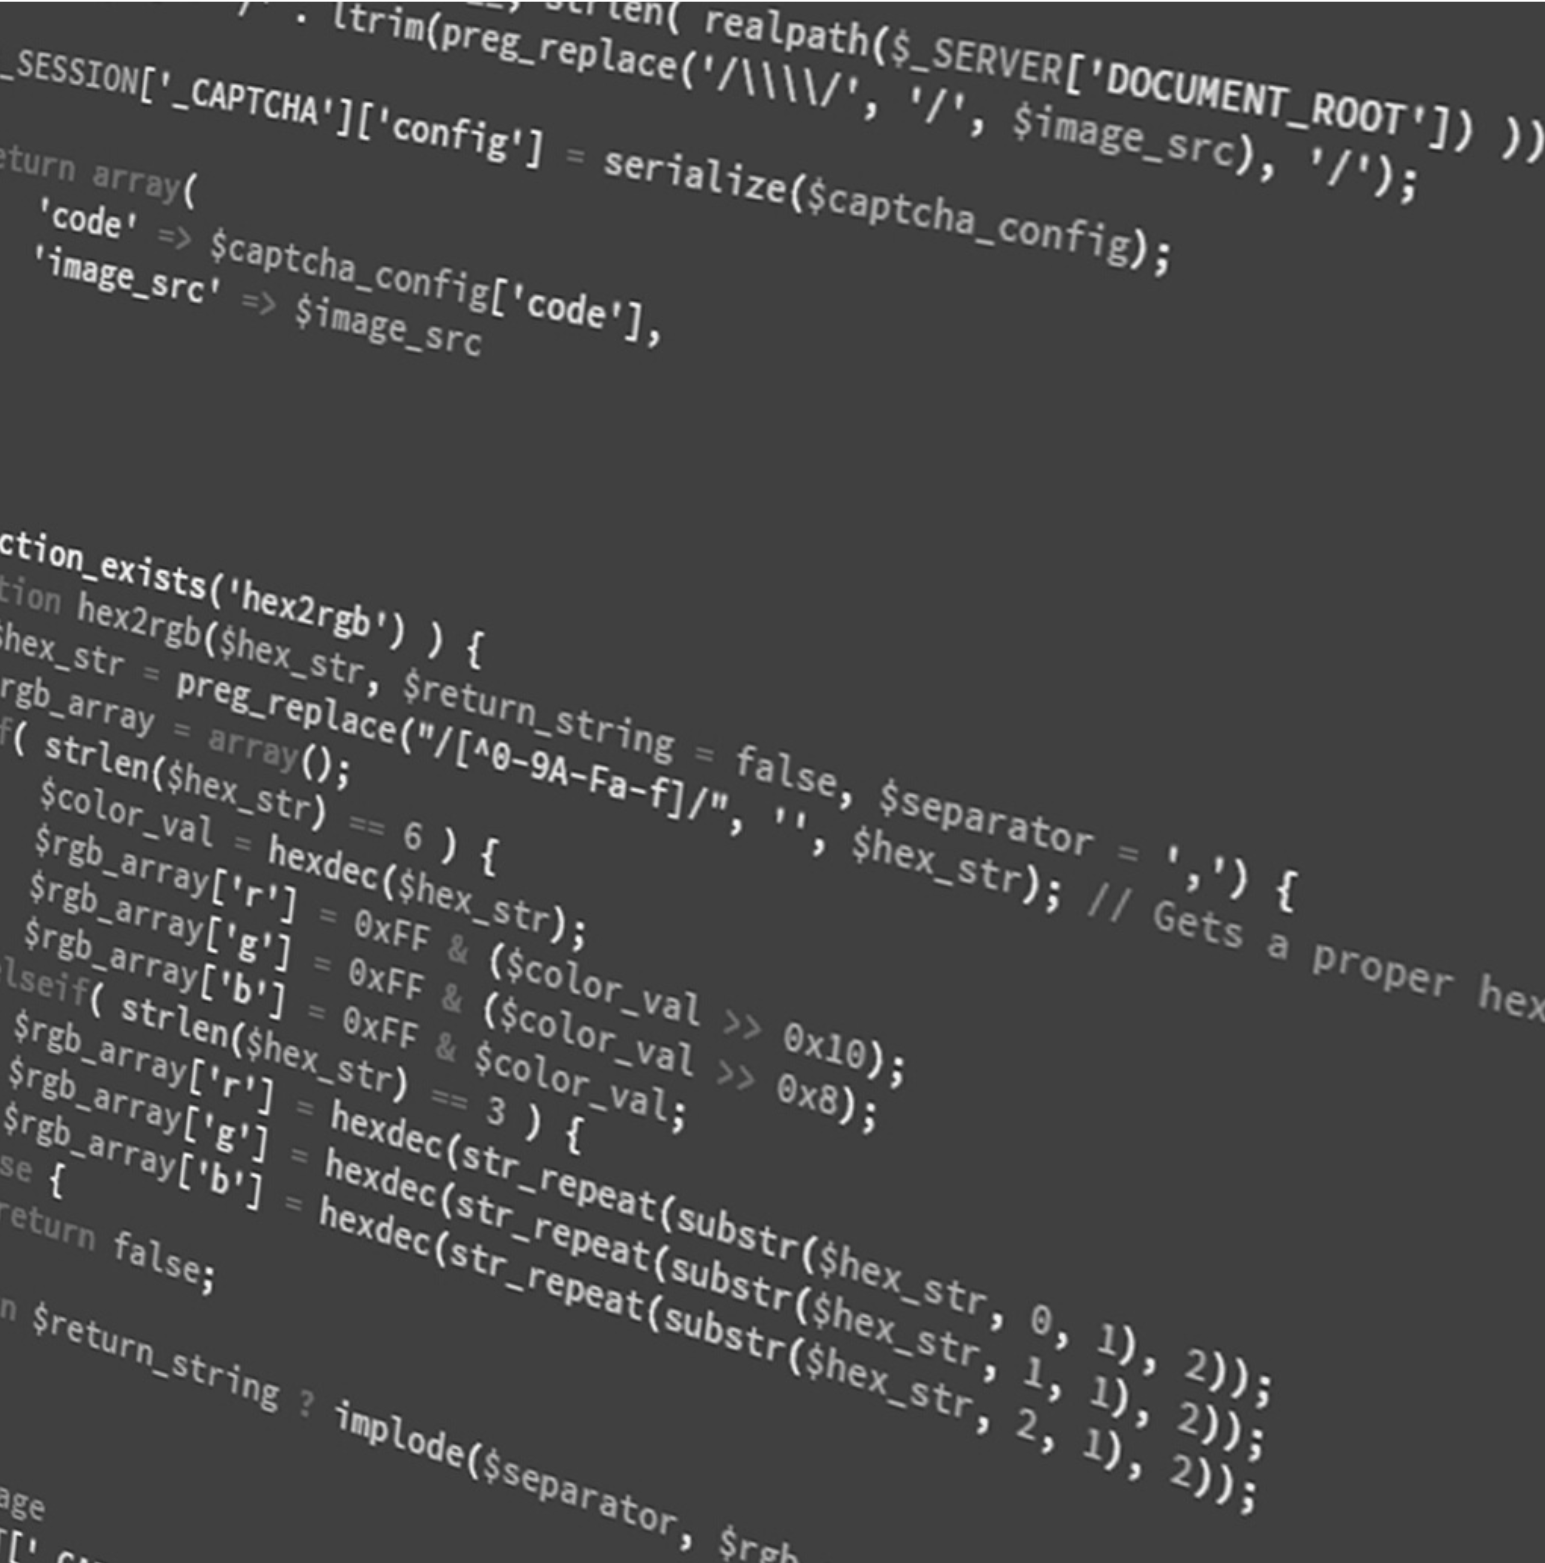 strlen( realpath($_SERVER['DOCUMENT_ROOT']) ))
/' . ltrim(preg_replace('/\\\\/', '/', $image_src), '/');
_SESSION['_CAPTCHA']['config'] = serialize($captcha_config);
eturn array(
'code' => $captcha_config['code'],
'image_src' => $image_src
ction_exists('hex2rgb') ) {
tion hex2rgb($hex_str, $return_string = false, $separator = ',') {
$hex_str = preg_replace("/[^0-9A-Fa-f]/", '', $hex_str); // Gets a proper hex
rgb_array = array();
f( strlen($hex_str) == 6 ) {
$color_val = hexdec($hex_str);
$rgb_array['r'] = 0xFF & ($color_val >> 0x10);
$rgb_array['g'] = 0xFF & ($color_val >> 0x8);
$rgb_array['b'] = 0xFF & $color_val;
lseif( strlen($hex_str) == 3 ) {
$rgb_array['r'] = hexdec(str_repeat(substr($hex_str, 0, 1), 2));
$rgb_array['g'] = hexdec(str_repeat(substr($hex_str, 1, 1), 2));
$rgb_array['b'] = hexdec(str_repeat(substr($hex_str, 2, 1), 2));
se {
return false;
n $return_string ? implode($separator, $rgb
age